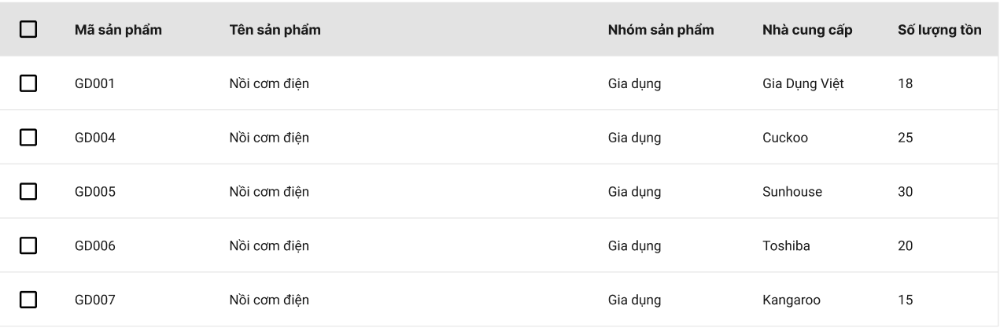 Mã sản phẩm Tên sản phẩm Nhóm sản phẩm Nhà cung cấp Số lượng tồn
GD001 Nồi cơm điện Gia dụng Gia Dụng Việt 18
GD004 Nồi cơm điện Gia dụng Cuckoo 25
GD005 Nồi cơm điện Gia dụng Sunhouse 30
GD006 Nồi cơm điện Gia dụng Toshiba 20
GD007 Nồi cơm điện Gia dụng Kangaroo 15